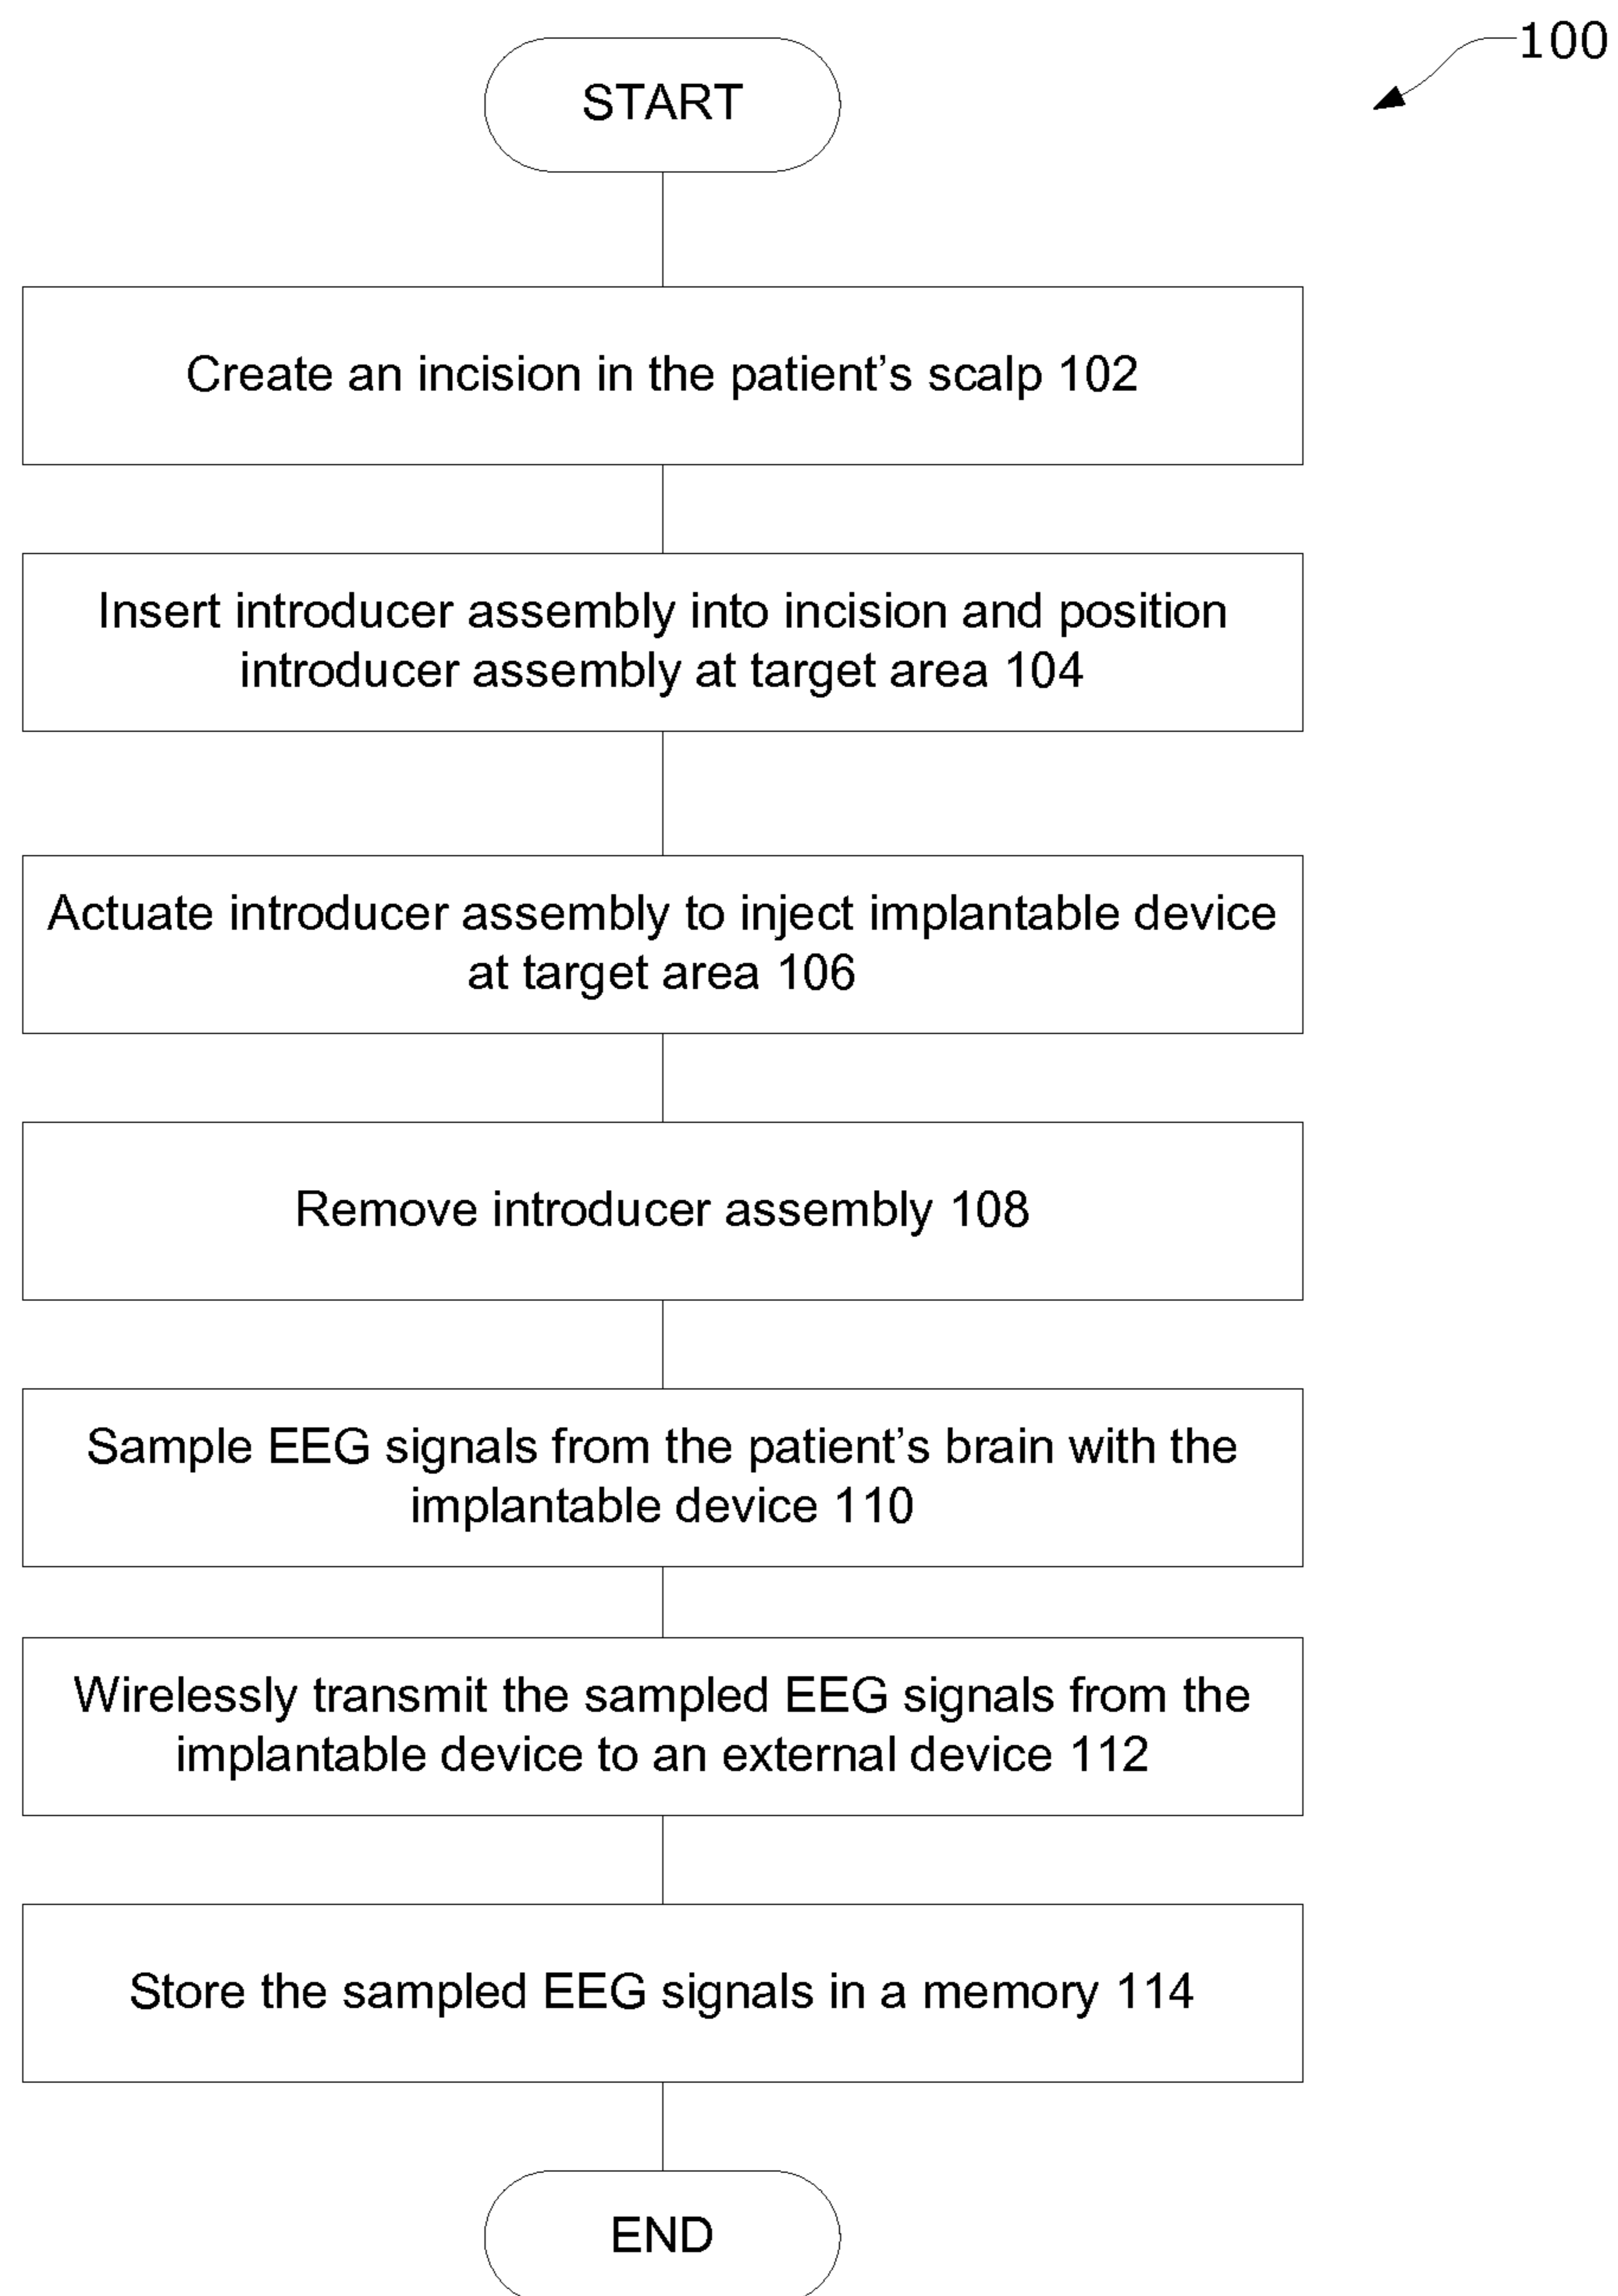 100
START
Create an incision in the patient’s scalp 102
Insert introducer assembly into incision and position
introducer assembly at target area 104
Actuate introducer assembly to inject implantable device
at target area 106
Remove introducer assembly 108
Sample EEG signals from the patient’s brain with the
implantable device 110
Wirelessly transmit the sampled EEG signals from the
implantable device to an external device 112
Store the sampled EEG signals in a memory 114
END